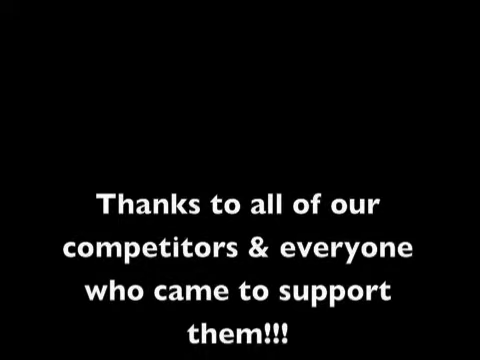 Thanks to all of our
competitors & everyone
who came to support
them!!!